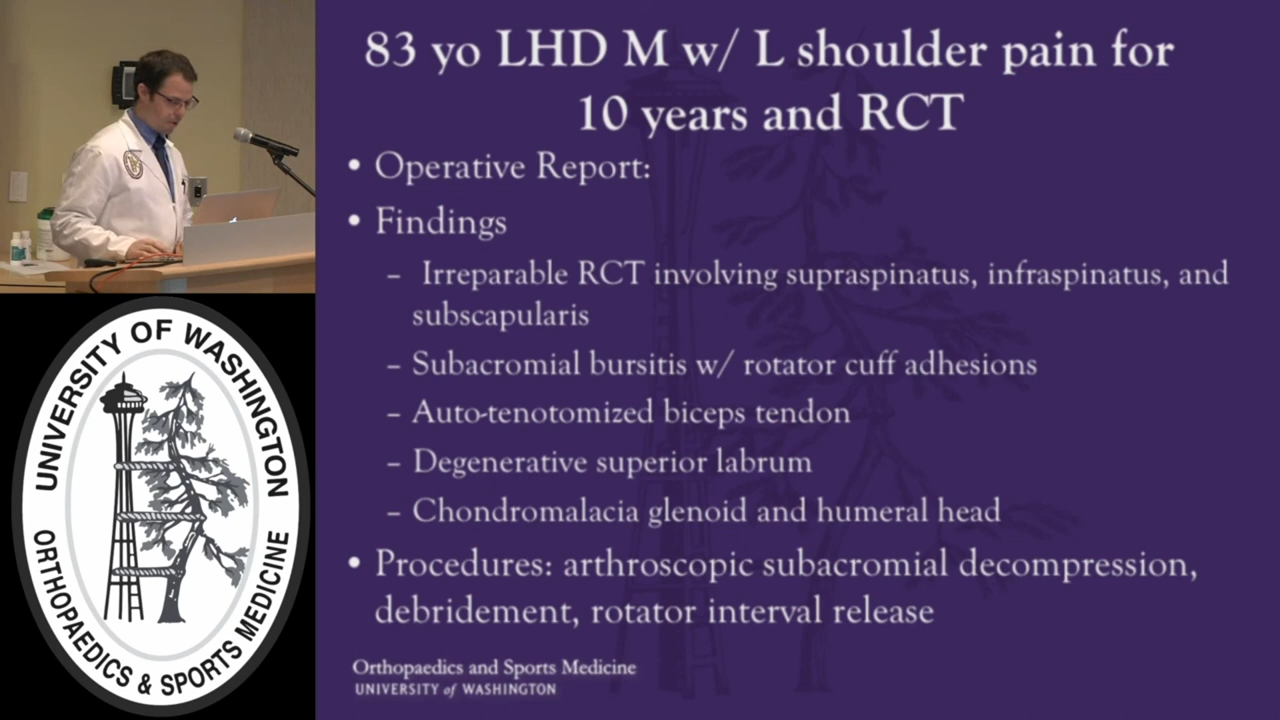 83 yo LHD M w/ L shoulder pain for
10 years and RCT
• Operative Report:
• Findings
– Irreparable RCT involving supraspinatus, infraspinatus, and
subscapularis
– Subacromial bursitis w/ rotator cuff adhesions
– Auto-tenotomized biceps tendon
– Degenerative superior labrum
– Chondromalacia glenoid and humeral head
• Procedures: arthroscopic subacromial decompression,
debridement, rotator interval release
Orthopaedics and Sports Medicine
UNIVERSITY of WASHINGTON
UNIVERSITY OF WASHINGTON
ORTHOPAEDICS & SPORTS MEDICINE